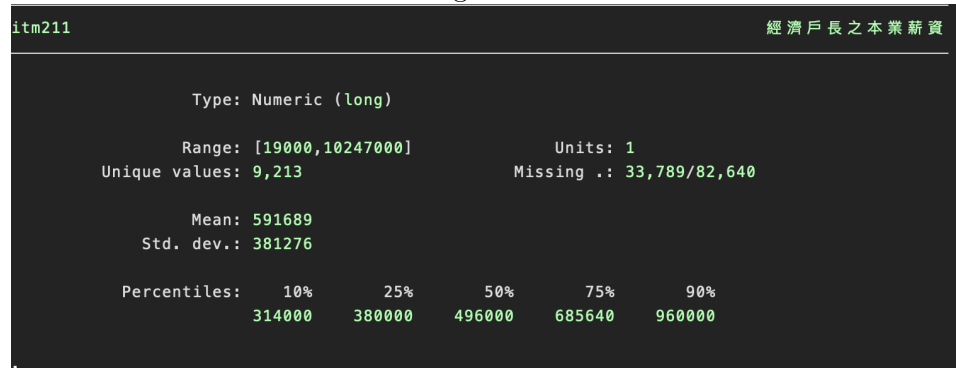 itm211 經濟戶長之本業薪資
Type: Numeric (long)
Range: [19000,10247000] Units: 1
Unique values: 9,213 Missing .: 33,789/82,640
Mean: 591689
Std. dev.: 381276
Percentiles: 10% 25% 50% 75% 90%
314000 380000 496000 685640 960000